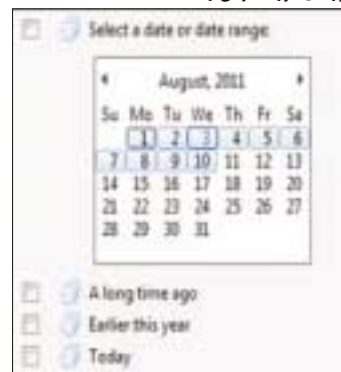 Select a date or date range:
August, 2011
Su Mo Tu We Th Fr Sa
1 2 3 4 5 6
7 8 9 10 11 12 13
14 15 16 17 18 19 20
21 22 23 24 25 26 27
28 29 30 31
A long time ago
Earlier this year
Today